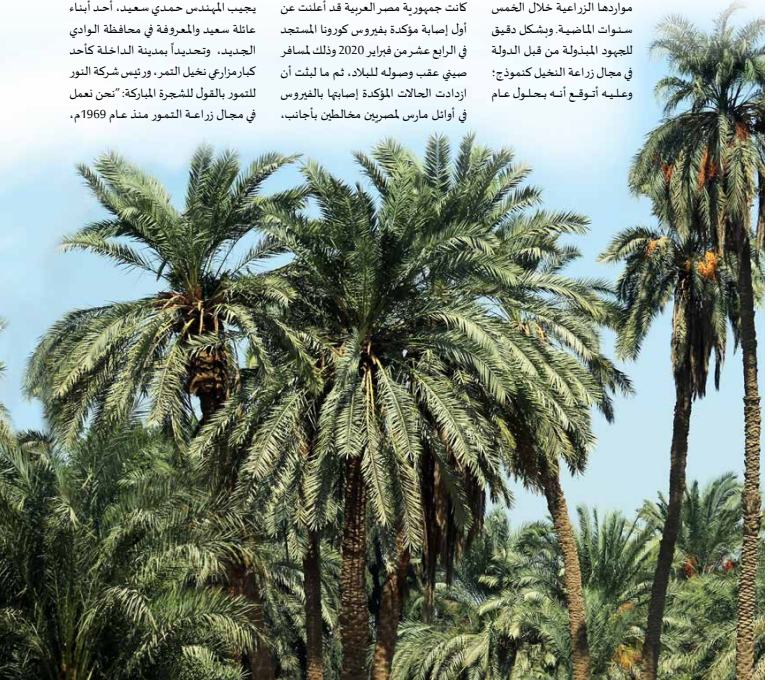 مواردها الزراعية خلال الخمس
سنوات الماضية. وبشكل دقيق
للجهود المبذولة من قبل الدولة
في مجال زراعة النخيل كنموذج؛
وعليه أتوقع أنه بحلول عام
كانت جمهورية مصر العربية قد أعلنت عن
أول إصابة مؤكدة بفيروس كورونا المستجد
في الرابع عشر من فبراير 2020 وذلك لمسافر
صيني عقب وصوله للبلاد، ثم ما لبثت أن
ازدادت الحالات المؤكدة إصابتها بالفيروس
في أوائل مارس لمصريين مخالطين بأجانب،
يجيب المهندس حمدي سعيد، أحد أبناء
عائلة سعيد والمعروفة في محافظة الوادي
الجديد، وتحديداً بمدينة الداخلة كأحد
كبار مزارعي نخيل التمر، ورئيس شركة النور
للتمور بالقول للشجرة المباركة: "نحن نعمل
في مجال زراعة التمور منذ عام 1969م،